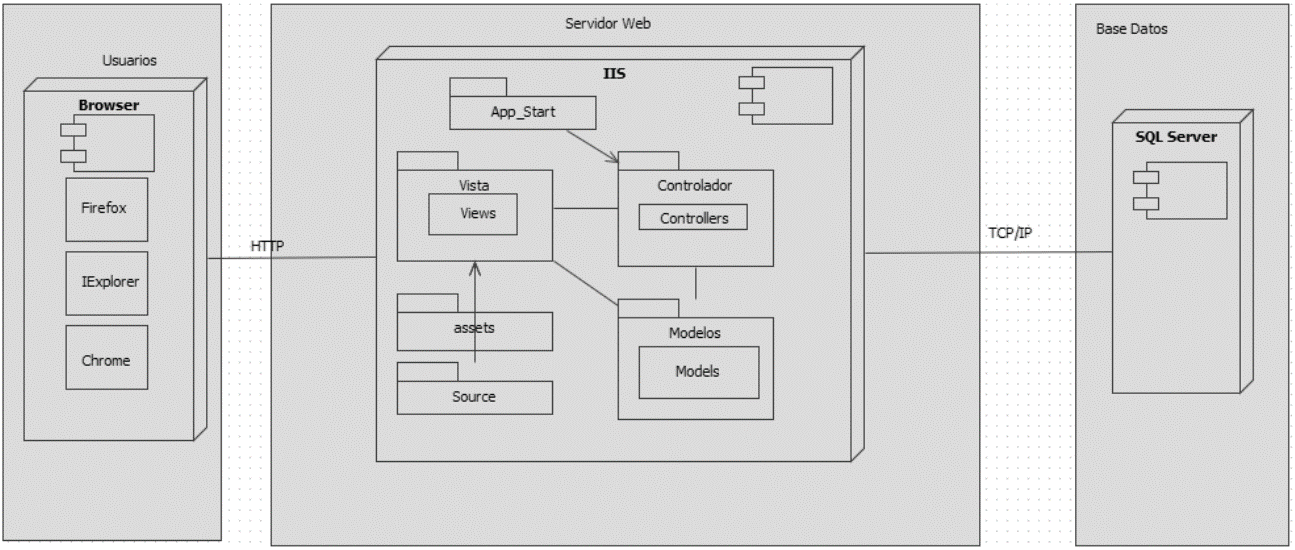 Usuarios
Browser
Firefox
IExplorer
Chrome
HTTP
Servidor Web
IIS
App_Start
Vista
Views
Controlador
Controllers
assets
Source
Modelos
Models
TCP/IP
Base Datos
SQL Server